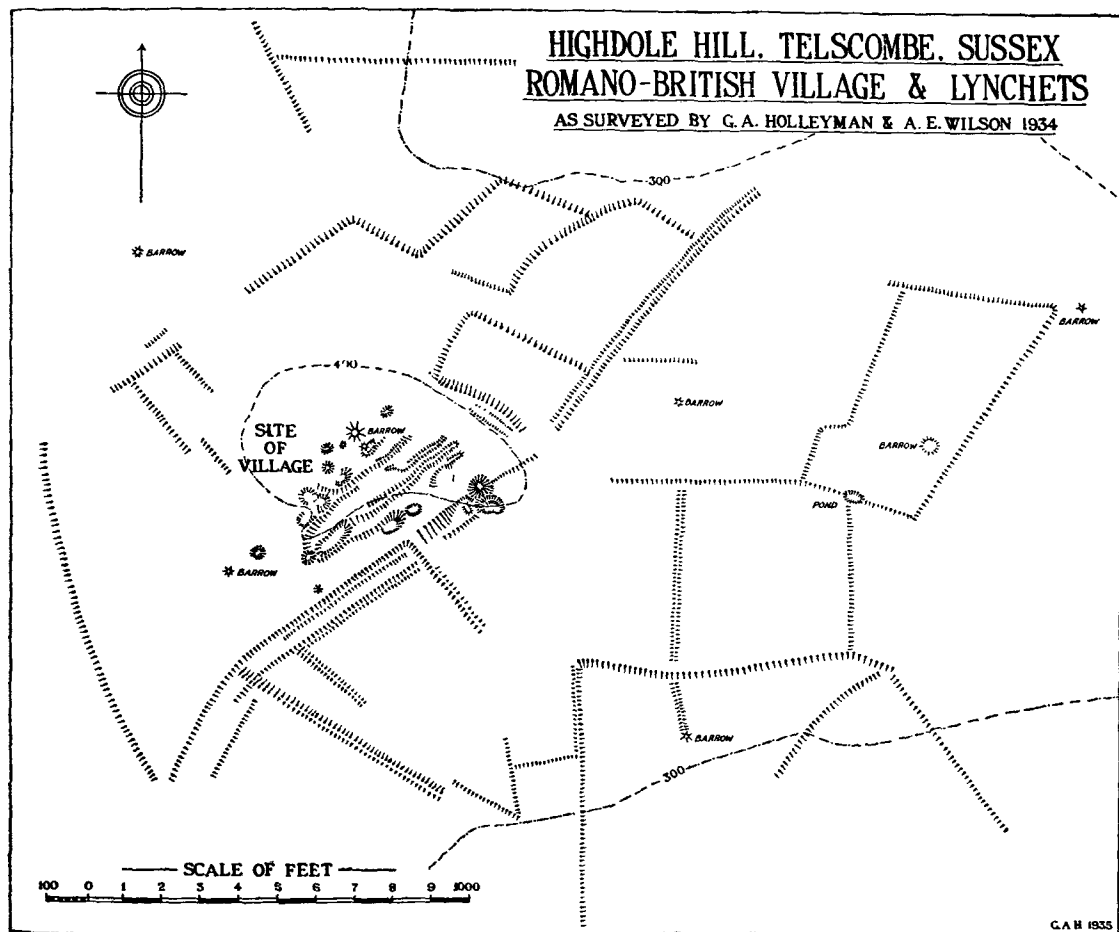 HIGHDOLE HILL, TELSCOMBE, SUSSEX
ROMANO-BRITISH VILLAGE & LYNCHETS
AS SURVEYED BY G. A. HOLLEYMAN & A. E. WILSON 1934
300
BARROW
BARROW
400
BARROW
BARROW
SITE
OF
VILLAGE
BARROW
POND
BARROW
BARROW
300
SCALE OF FEET
100 0 1 2 3 4 5 6 7 8 9 1000
G.A H 1935